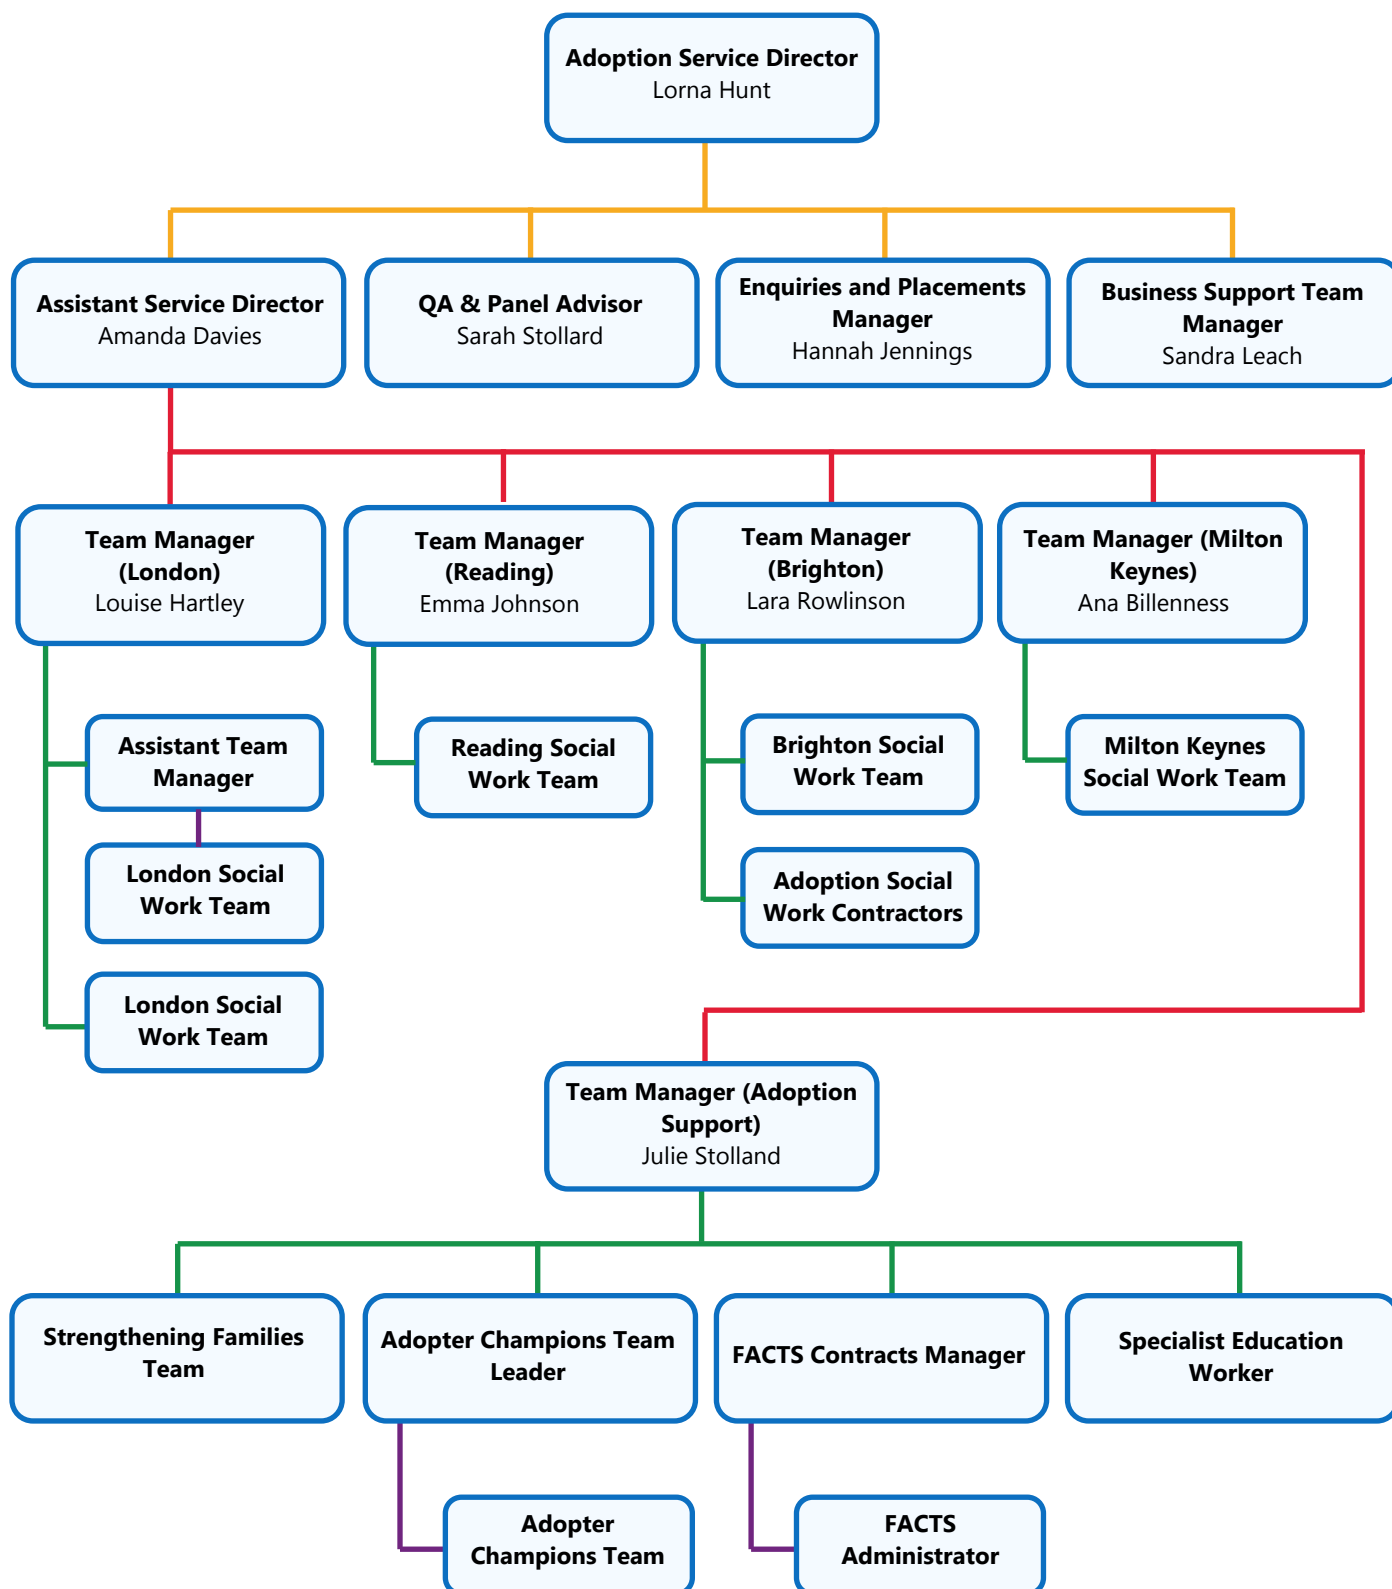 Adoption Service Director
Lorna Hunt
Assistant Service Director
Amanda Davies
QA & Panel Advisor
Sarah Stollard
Enquiries and Placements
Manager
Hannah Jennings
Business Support Team
Manager
Sandra Leach
Team Manager
(London)
Louise Hartley
Team Manager
(Reading)
Emma Johnson
Team Manager
(Brighton)
Lara Rowlinson
Team Manager (Milton
Keynes)
Ana Billenness
Assistant Team
Manager
London Social
Work Team
London Social
Work Team
Reading Social
Work Team
Brighton Social
Work Team
Adoption Social
Work Contractors
Milton Keynes
Social Work Team
Team Manager (Adoption
Support)
Julie Stolland
Strengthening Families
Team
Adopter Champions Team
Leader
FACTS Contracts Manager
Specialist Education
Worker
Adopter
Champions Team
FACTS
Administrator